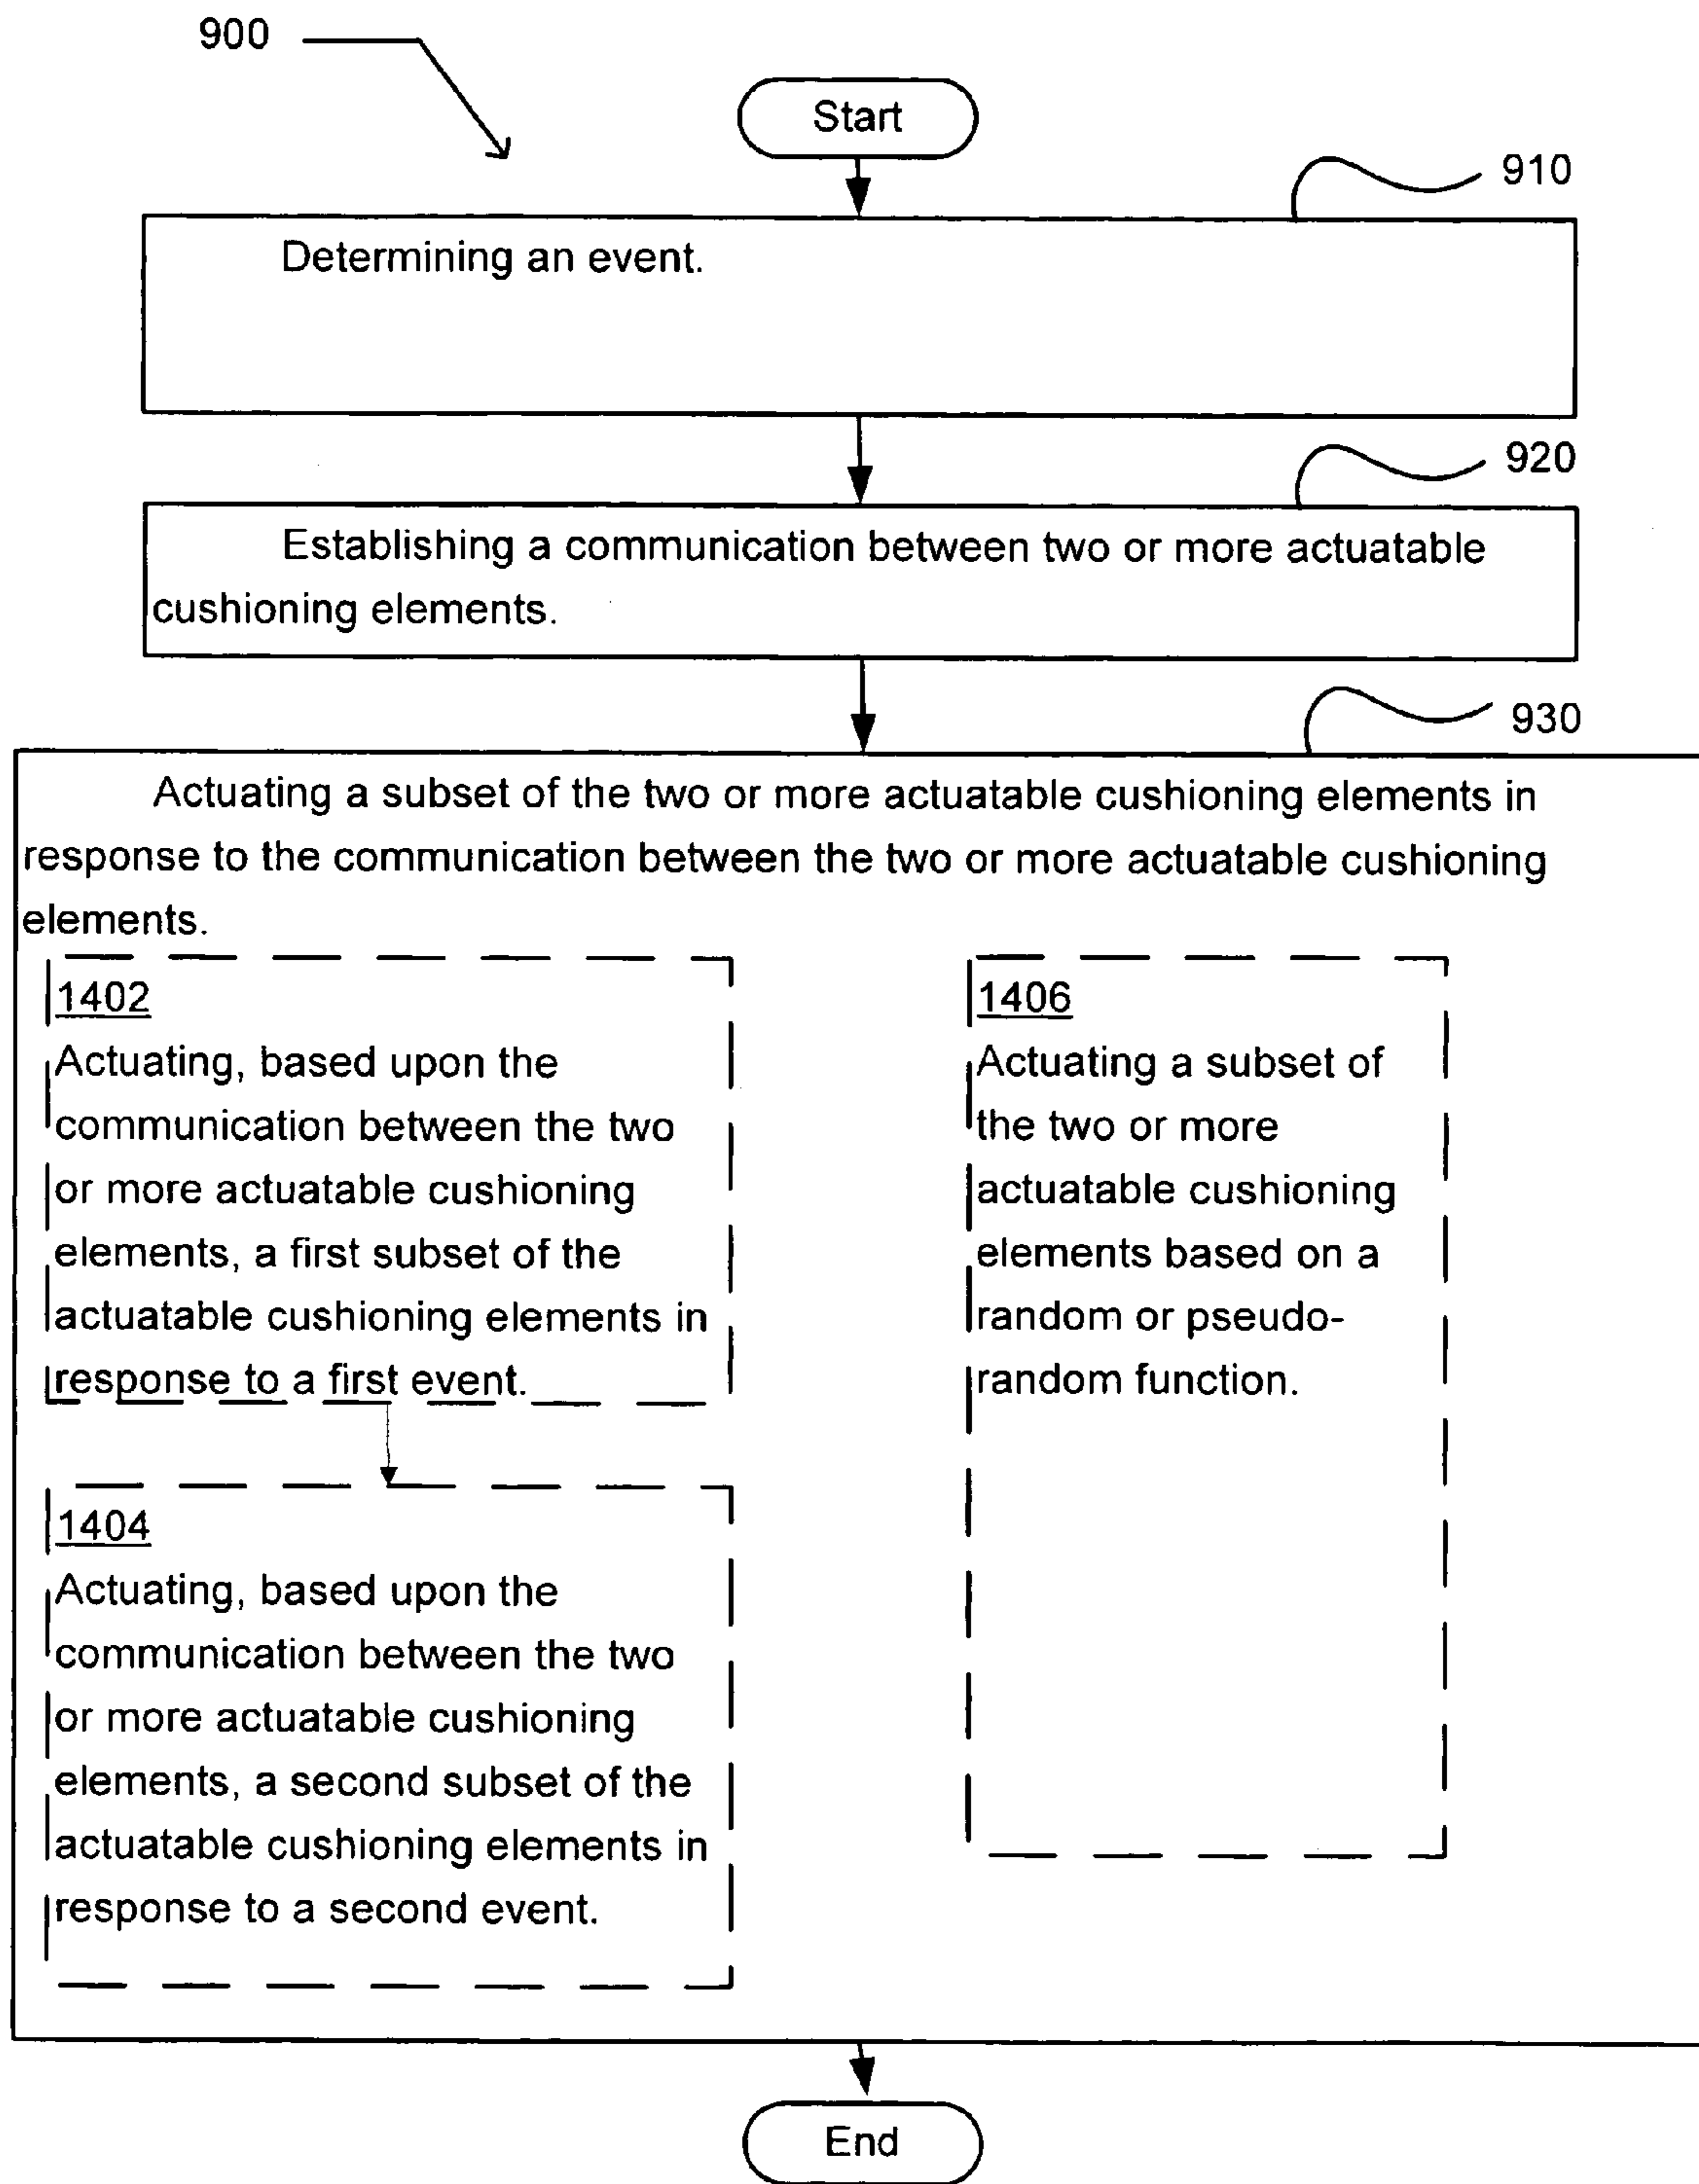 900
Start
910
Determining an event.
920
Establishing a communication between two or more actuatable
cushioning elements.
930
Actuating a subset of the two or more actuatable cushioning elements in
response to the communication between the two or more actuatable cushioning
elements.
1402
Actuating, based upon the
communication between the two
or more actuatable cushioning
elements, a first subset of the
actuatable cushioning elements in
response to a first event.
1404
Actuating, based upon the
communication between the two
or more actuatable cushioning
elements, a second subset of the
actuatable cushioning elements in
response to a second event.
1406
Actuating a subset of
the two or more
actuatable cushioning
elements based on a
random or pseudo-
random function.
End